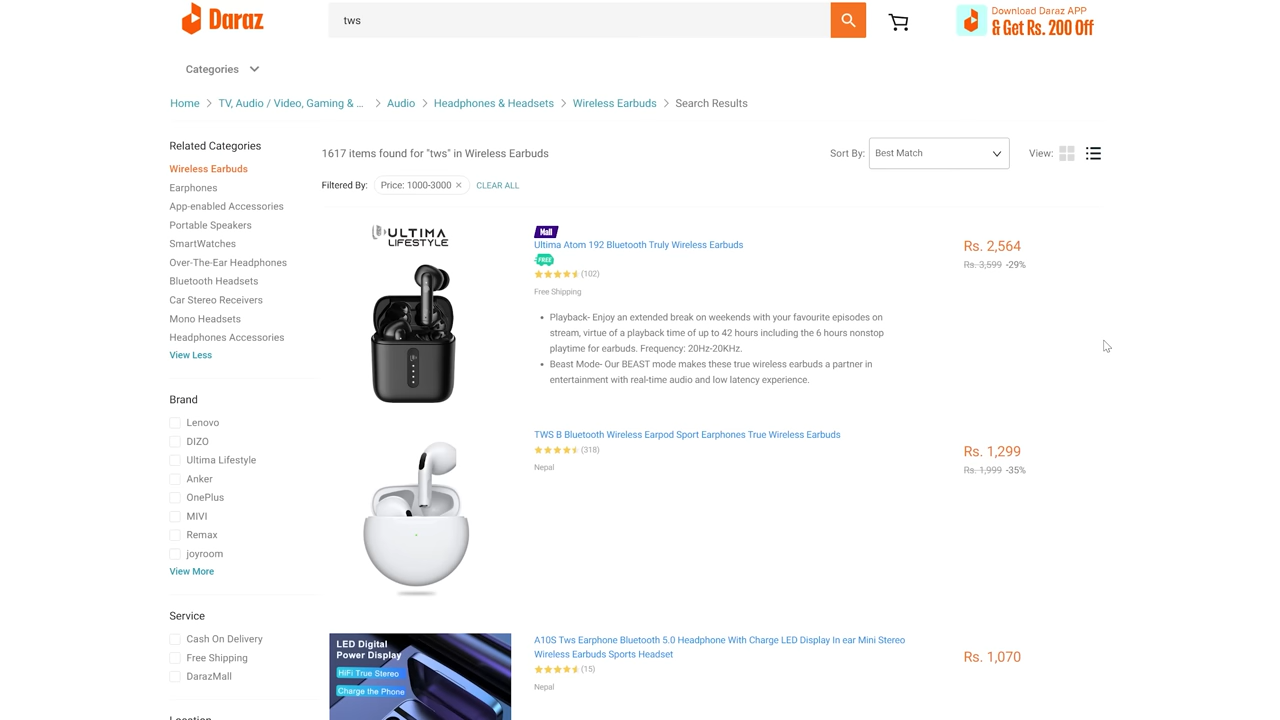 Daraz
tws
Download Daraz APP
& Get Rs. 200 Off
Categories
Home > TV, Audio / Video, Gaming & ... > Audio > Headphones & Headsets > Wireless Earbuds > Search Results
Related Categories
Wireless Earbuds
Earphones
App-enabled Accessories
Portable Speakers
SmartWatches
Over-The-Ear Headphones
Bluetooth Headsets
Car Stereo Receivers
Mono Headsets
Headphones Accessories
View Less
Brand
Lenovo
DIZO
Ultima Lifestyle
Anker
OnePlus
MIVI
Remax
joyroom
View More
Service
Cash On Delivery
Free Shipping
DarazMall
Location
1617 items found for "tws" in Wireless Earbuds
Sort By: Best Match
View:
Filtered By: Price: 1000-3000 × CLEAR ALL
ULTIMA
LIFESTYLE
Mall
Ultima Atom 192 Bluetooth Truly Wireless Earbuds
FREE
(102)
Free Shipping
• Playback- Enjoy an extended break on weekends with your favourite episodes on
stream, virtue of a playback time of up to 42 hours including the 6 hours nonstop
playtime for earbuds. Frequency: 20Hz-20KHz.
• Beast Mode- Our BEAST mode makes these true wireless earbuds a partner in
entertainment with real-time audio and low latency experience.
Rs. 2,564
Rs. 3,599 -29%
TWS B Bluetooth Wireless Earpod Sport Earphones True Wireless Earbuds
(318)
Nepal
Rs. 1,299
Rs. 1,999 -35%
LED Digital
Power Display
HiFi True Stereo
Charge the Phone
A10S Tws Earphone Bluetooth 5.0 Headphone With Charge LED Display In ear Mini Stereo
Wireless Earbuds Sports Headset
(15)
Nepal
Rs. 1,070